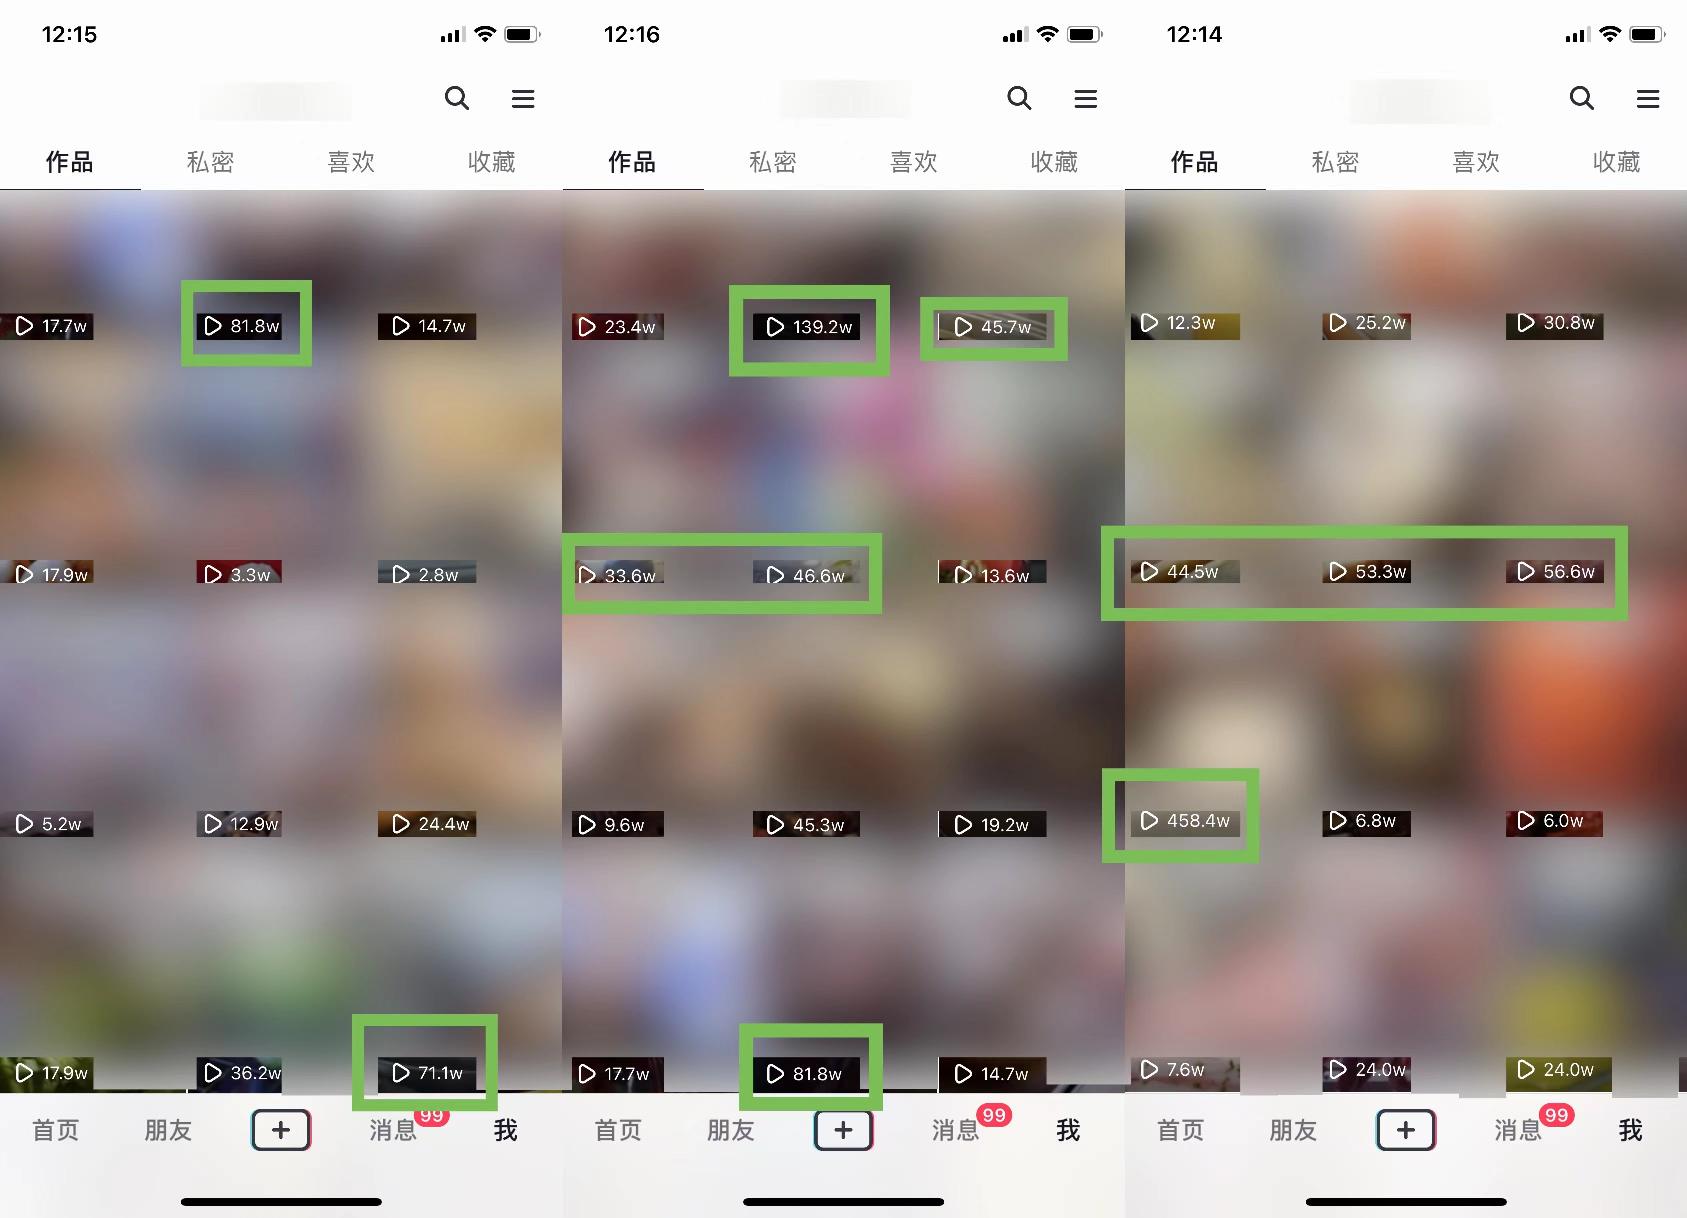 12:15
作品 私密 喜欢 收藏
17.7w 81.8w 14.7w
17.9w 3.3w 2.8w
5.2w 12.9w 24.4w
17.9w 36.2w 71.1w
首页 朋友 消息 99 我
12:16
作品 私密 喜欢 收藏
23.4w 139.2w 45.7w
33.6w 46.6w 13.6w
9.6w 45.3w 19.2w
17.7w 81.8w 14.7w
首页 朋友 消息 99 我
12:14
作品 私密 喜欢 收藏
12.3w 25.2w 30.8w
44.5w 53.3w 56.6w
458.4w 6.8w 6.0w
7.6w 24.0w 24.0w
首页 朋友 消息 99 我